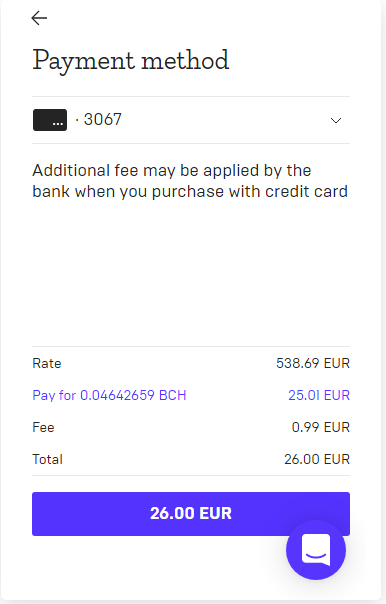 Payment method
... · 3067
Additional fee may be applied by the
bank when you purchase with credit card
Rate 538.69 EUR
Pay for 0.04642659 BCH 25.01 EUR
Fee 0.99 EUR
Total 26.00 EUR
26.00 EUR